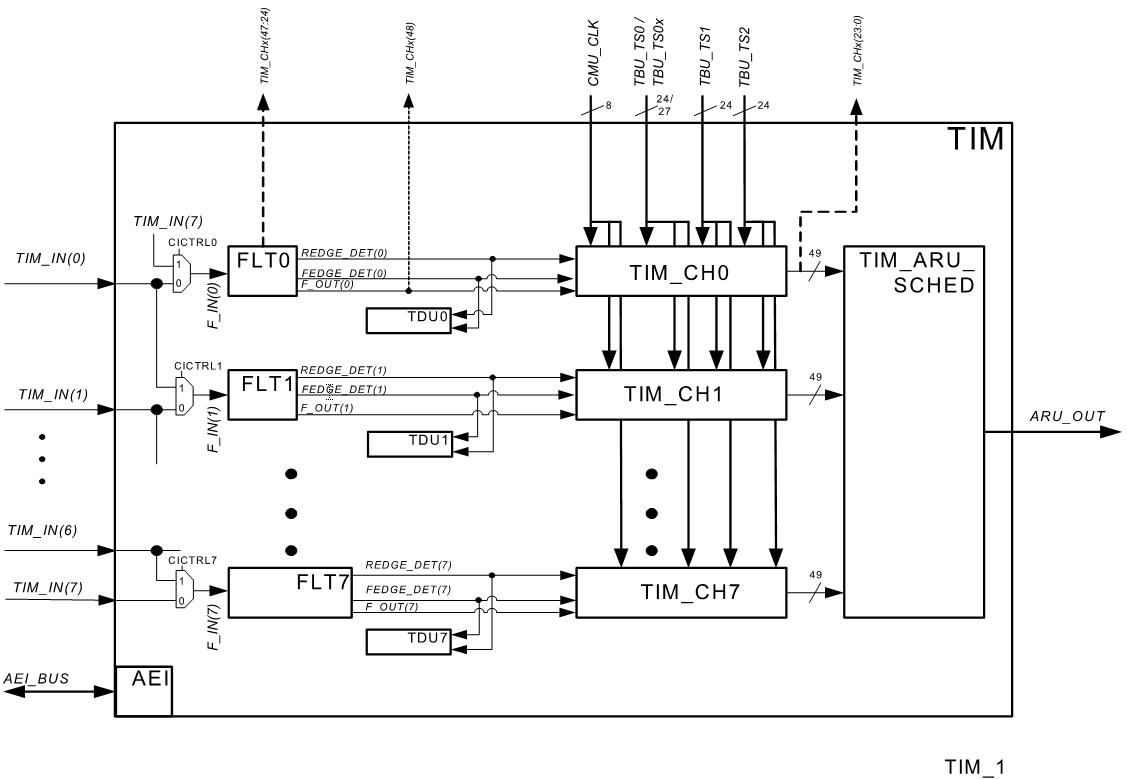 TIM_CHx(47:24)
TIM_CHx(48)
CMU_CLK
TBU_TS0 /
TBU_TS0x
TBU_TS1
TBU_TS2
TIM_CHx(23:0)
8
24/
27
24
24
TIM
TIM_IN(7)
CICTRL0
TIM_IN(0)
1
0
F_IN(0)
FLT0
REDGE_DET(0)
FEDGE_DET(0)
F_OUT(0)
TDU0
TIM_CH0
49
TIM_ARU_
SCHED
CICTRL1
TIM_IN(1)
1
0
F_IN(1)
FLT1
REDGE_DET(1)
FEDGE_DET(1)
F_OUT(1)
TDU1
TIM_CH1
49
ARU_OUT
TIM_IN(6)
CICTRL7
TIM_IN(7)
1
0
F_IN(7)
FLT7
REDGE_DET(7)
FEDGE_DET(7)
F_OUT(7)
TDU7
TIM_CH7
49
AEI_BUS
AEI
TIM_1